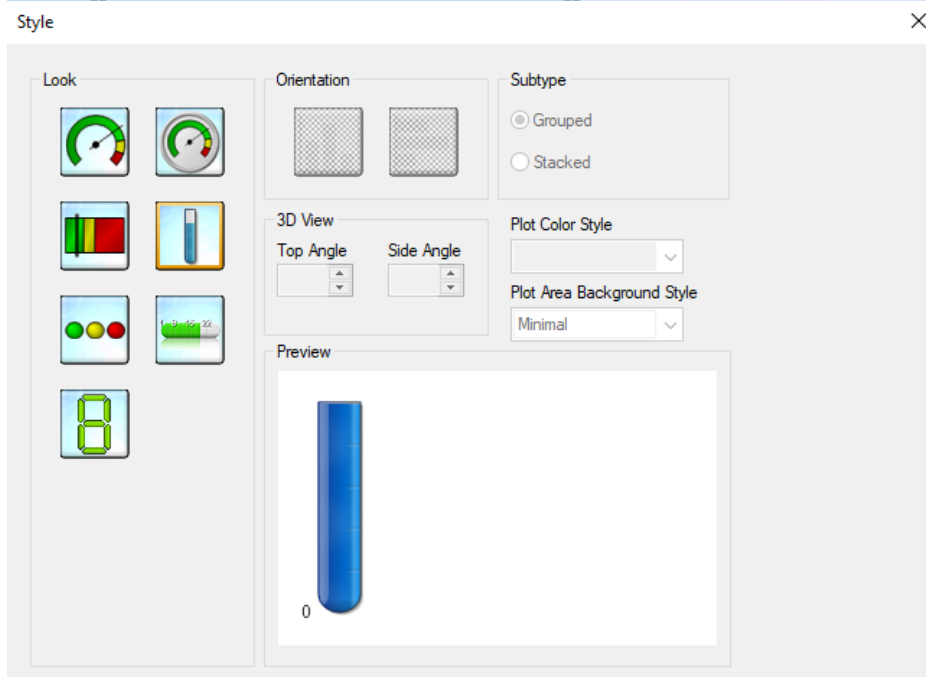 Style
Look
Orientation
Subtype
Grouped
Stacked
3D View
Top Angle
Side Angle
Plot Color Style
Plot Area Background Style
Minimal
Preview
0